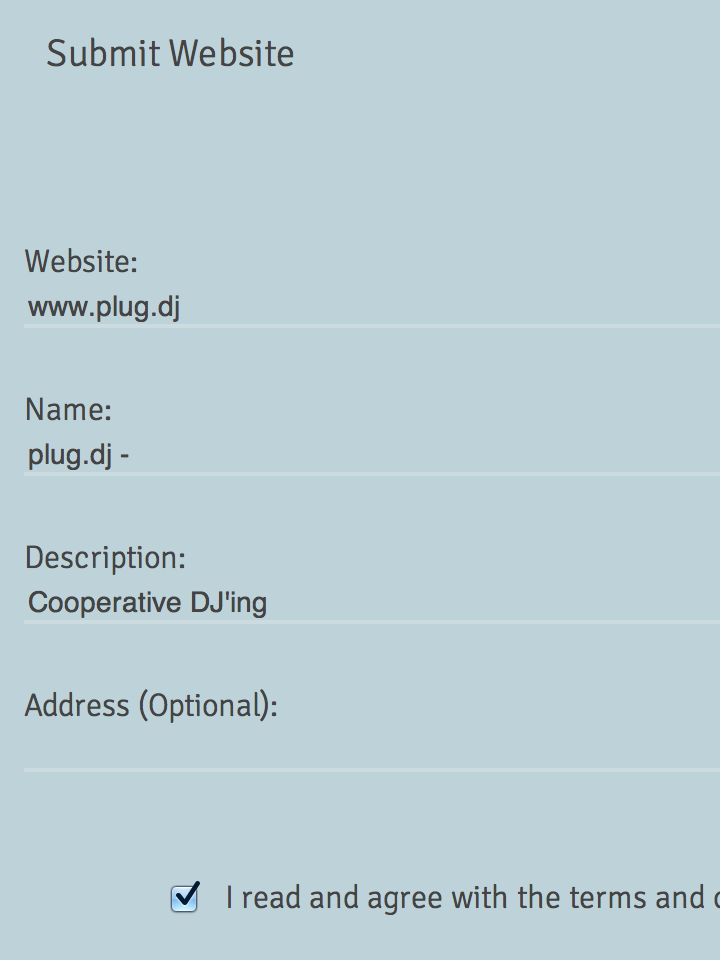 Submit Website
Website:
www.plug.dj
Name:
plug.dj -
Description:
Cooperative DJ'ing
Address (Optional):
I read and agree with the terms and